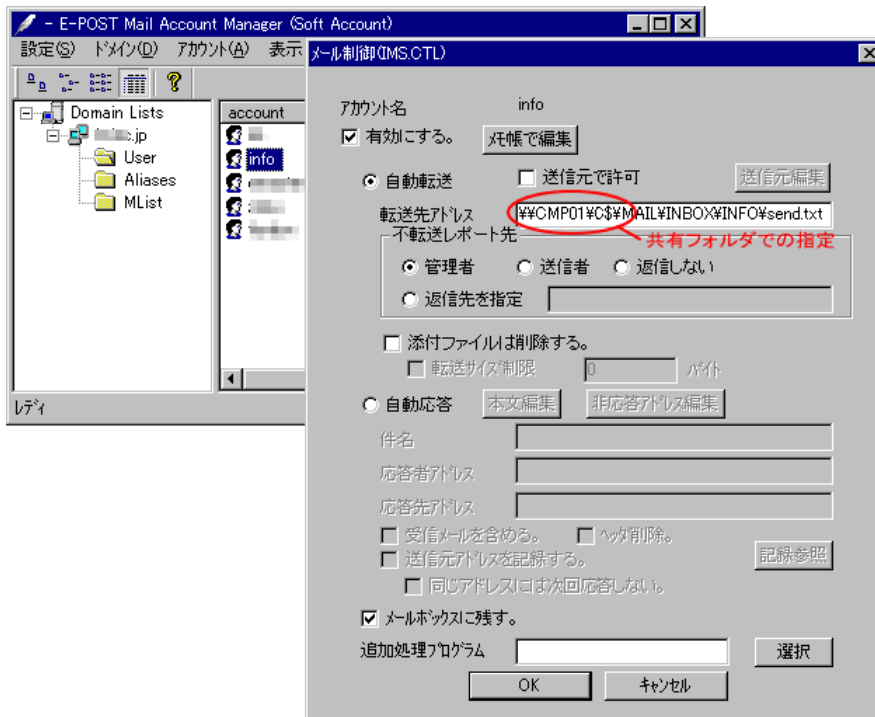 - E-POST Mail Account Manager (Soft Account)
設定(S) ドメイン(D) アカウント(A) 表示
Domain Lists
.jp
User
Aliases
MList
account
info
レディ
メール制御(IMS.CTL)
アカウント名 info
有効にする。 メモ帳で編集
自動転送 送信元で許可 送信元編集
転送先アドレス ¥¥CMP01¥C$¥MAIL¥INBOX¥INFO¥send.txt
共有フォルダでの指定
不転送レポート先
管理者 送信者 返信しない
返信先を指定
添付ファイルは削除する。
転送サイズ制限 0 バイト
自動応答 本文編集 非応答アドレス編集
件名
応答者アドレス
応答先アドレス
受信メールを含める。 ヘッダ削除。
送信元アドレスを記録する。 記録参照
同じアドレスには次回応答しない。
メールボックスに残す。
追加処理プログラム 選択
OK キャンセル